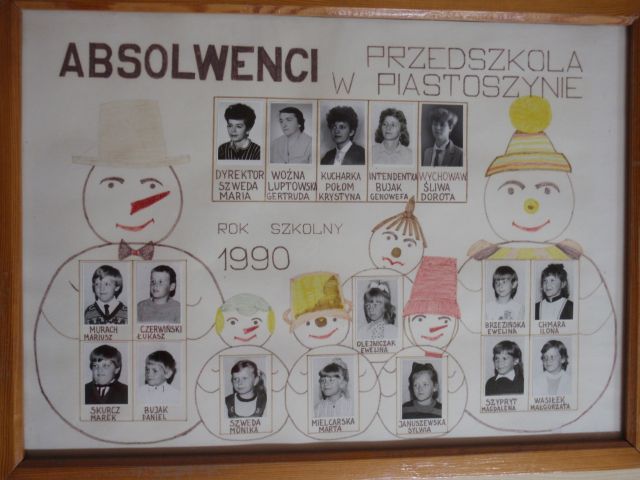 ABSOLWENCI PRZEDSZKOLA
W PIASTOSZYNIE
DYREKTOR
SZWEDA
MARIA
WOŹNA
LUPTOWSKA
GERTRUDA
KUCHARKA
POŁOM
KRYSTYNA
INTENDENTKA
BUJAK
GENOWEFA
WYCHOWAW.
ŚLIWA
DOROTA
ROK SZKOLNY
1990
MURACH
MARIUSZ
CZERWIŃSKI
ŁUKASZ
SKURCZ
MAREK
BUJAK
DANIEL
SZWEDA
MONIKA
MIELCARSKA
MARTA
OLEJNICZAK
EWELINA
JANUSZEWSKA
SYLWIA
BRZEZIŃSKA
EWELINA
CHMARA
ILONA
SZYPRYT
MAGDALENA
WASIŁEK
MAŁGORZATA